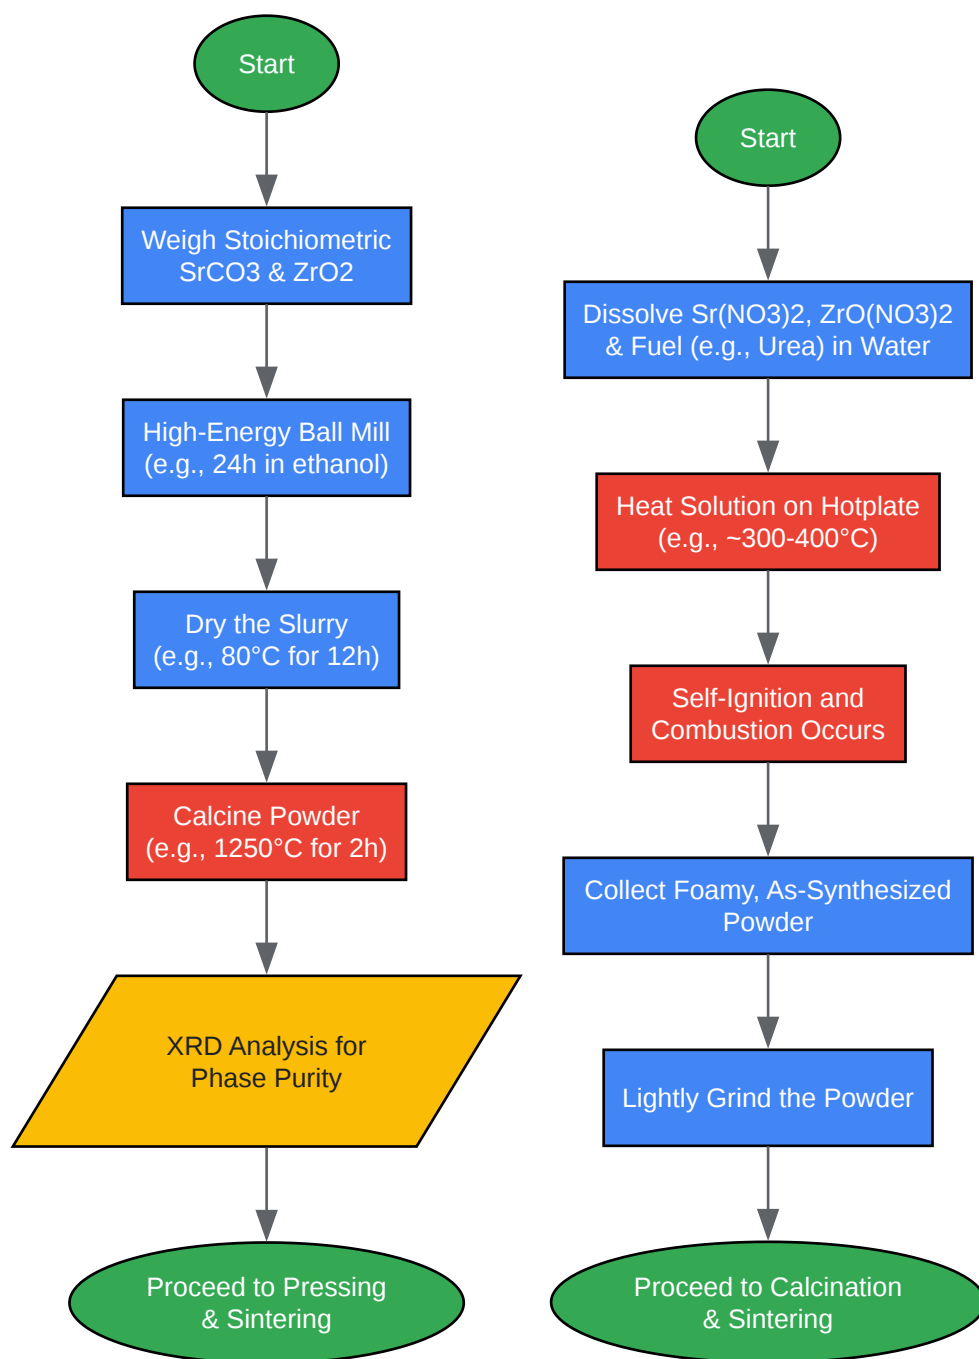 Start
Weigh Stoichiometric
SrCO3 & ZrO2
High-Energy Ball Mill
(e.g., 24h in ethanol)
Dry the Slurry
(e.g., 80°C for 12h)
Calcine Powder
(e.g., 1250°C for 2h)
XRD Analysis for
Phase Purity
Proceed to Pressing
& Sintering
Start
Dissolve Sr(NO3)2, ZrO(NO3)2
& Fuel (e.g., Urea) in Water
Heat Solution on Hotplate
(e.g., ~300-400°C)
Self-Ignition and
Combustion Occurs
Collect Foamy, As-Synthesized
Powder
Lightly Grind the Powder
Proceed to Calcination
& Sintering